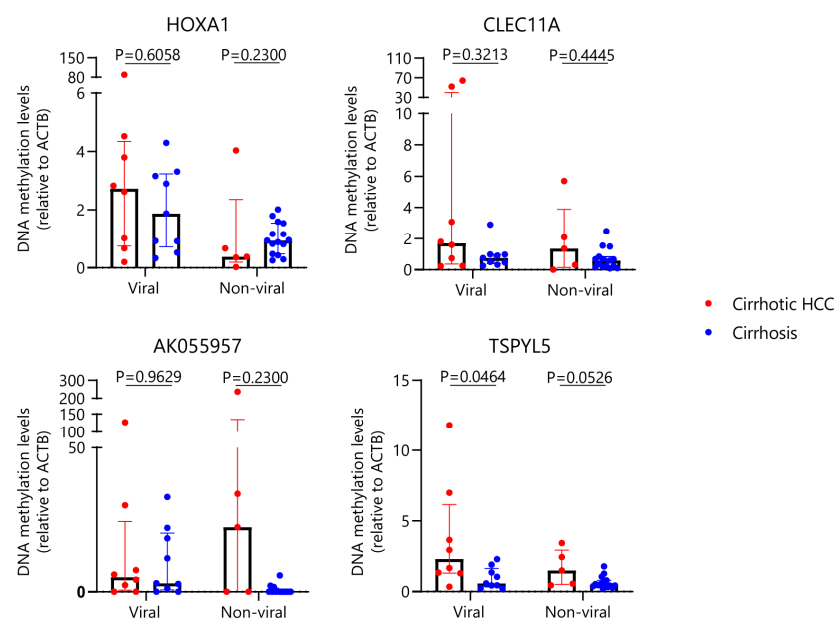 HOXA1
DNA methylation levels
(relative to ACTB)
150
80
6
4
2
0
P=0.6058
P=0.2300
Viral
Non-viral
CLEC11A
DNA methylation levels
(relative to ACTB)
110
70
30
10
8
6
4
2
0
P=0.3213
P=0.4445
Viral
Non-viral
Cirrhotic HCC
Cirrhosis
AK055957
DNA methylation levels
(relative to ACTB)
300
200
150
100
50
0
P=0.9629
P=0.2300
Viral
Non-viral
TSPYL5
DNA methylation levels
(relative to ACTB)
15
10
5
0
P=0.0464
P=0.0526
Viral
Non-viral